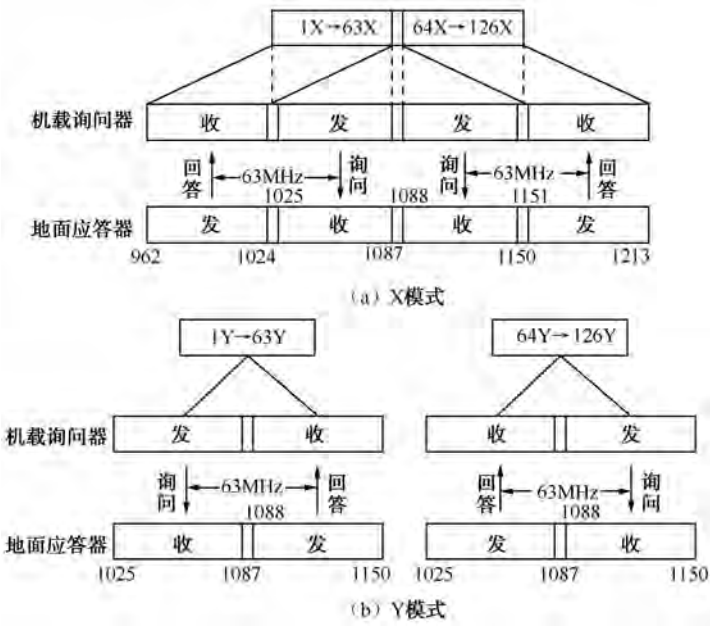 1X→63X 64X→126X
机载询问器 收 发 发 收
回答 63MHz 询问 询问 63MHz 回答
1025 1088 1151
地面应答器 发 收 收 发
962 1024 1087 1150 1213
(a) X模式
1Y→63Y 64Y→126Y
机载询问器 发 收 收 发
询问 63MHz 回答 回答 63MHz 询问
1088 1088
地面应答器 收 发 发 收
1025 1087 1150 1025 1087 1150
(b) Y模式